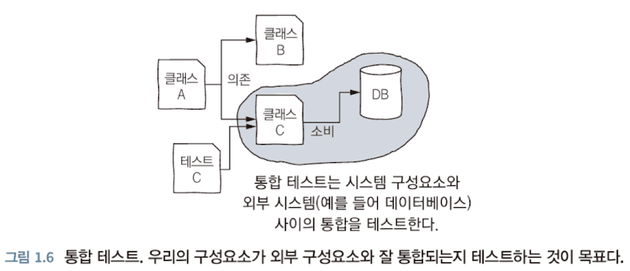 클래스
B
클래스
A
의존
클래스
C
DB
소비
테스트
C
통합 테스트는 시스템 구성요소와
외부 시스템(예를 들어 데이터베이스)
사이의 통합을 테스트한다.
그림 1.6 통합 테스트. 우리의 구성요소가 외부 구성요소와 잘 통합되는지 테스트하는 것이 목표다.